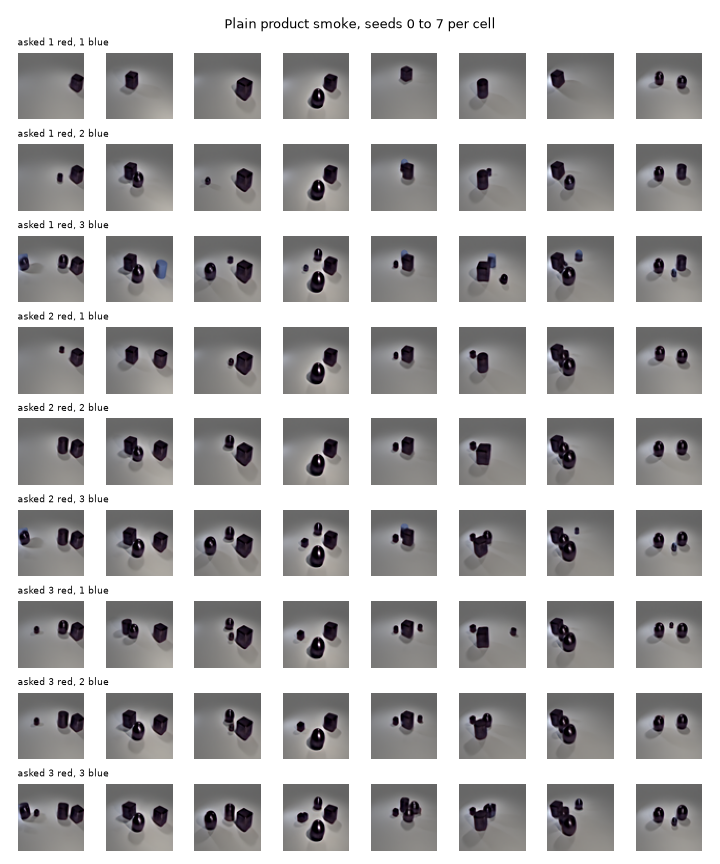 Plain product smoke, seeds 0 to 7 per cell
asked 1 red, 1 blue
asked 1 red, 2 blue
asked 1 red, 3 blue
asked 2 red, 1 blue
asked 2 red, 2 blue
asked 2 red, 3 blue
asked 3 red, 1 blue
asked 3 red, 2 blue
asked 3 red, 3 blue